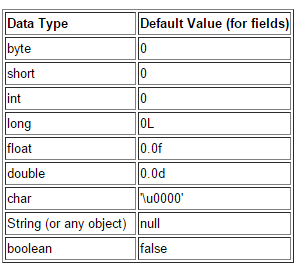 Data Type Default Value (for fields)
byte 0
short 0
int 0
long 0L
float 0.0f
double 0.0d
char '\u0000'
String (or any object) null
boolean false